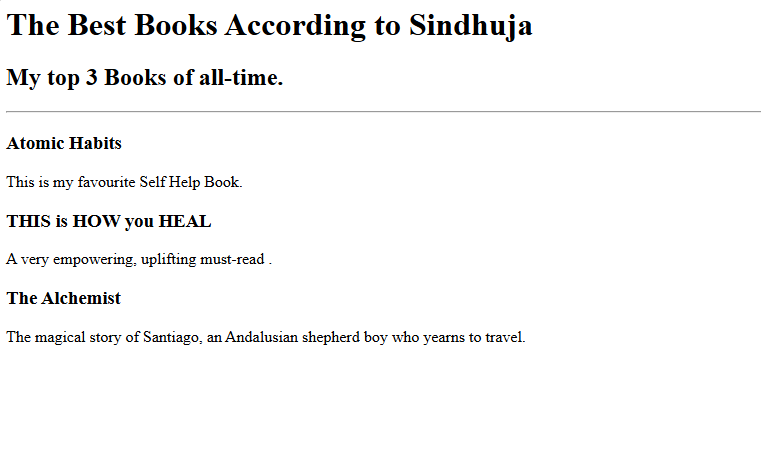 The Best Books According to Sindhuja
My top 3 Books of all-time.
Atomic Habits
This is my favourite Self Help Book.
THIS is HOW you HEAL
A very empowering, uplifting must-read .
The Alchemist
The magical story of Santiago, an Andalusian shepherd boy who yearns to travel.